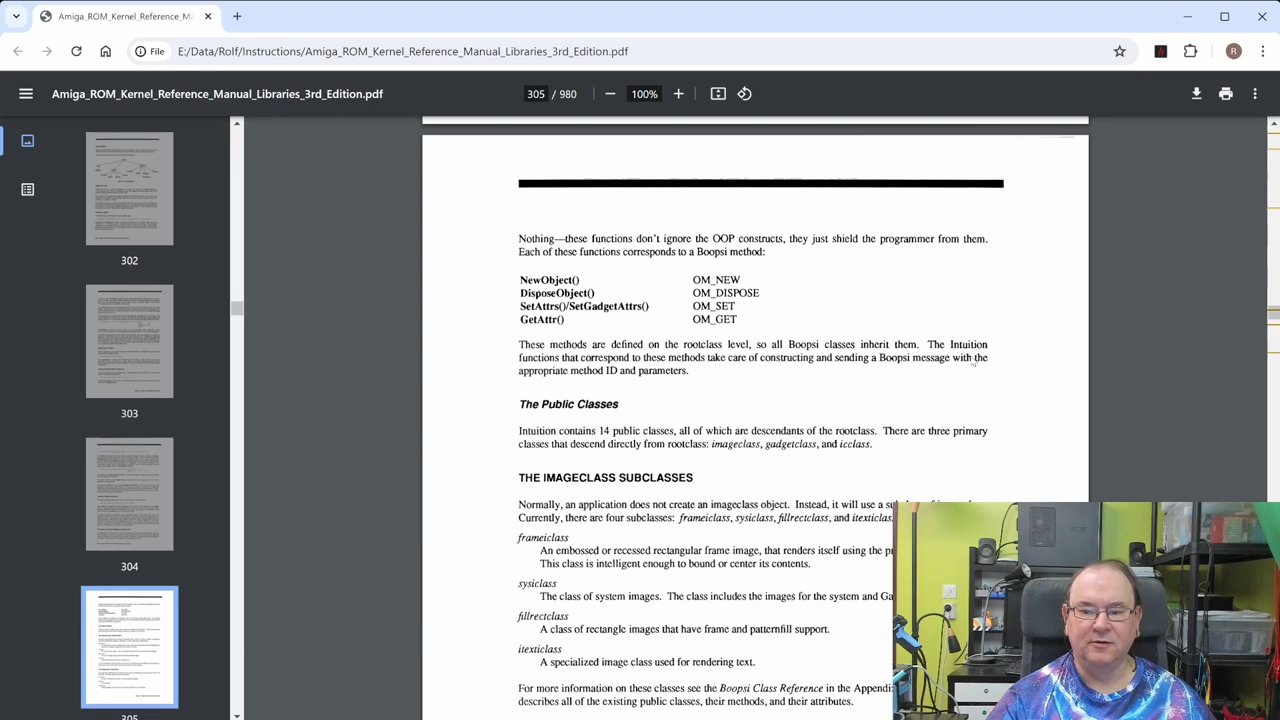 Amiga_ROM_Kernel_Reference_Ma
File E:/Data/Rolf/Instructions/Amiga_ROM_Kernel_Reference_Manual_Libraries_3rd_Edition.pdf
R
Amiga_ROM_Kernel_Reference_Manual_Libraries_3rd_Edition.pdf
305 / 980
100%
302
303
304
305
Nothing—these functions don't ignore the OOP constructs, they just shield the programmer from them.
Each of these functions corresponds to a Boopsi method:
NewObject() OM_NEW
DisposeObject() OM_DISPOSE
SetAttrs()/SetGadgetAttrs() OM_SET
GetAttr() OM_GET
These methods are defined on the rootclass level, so all Boopsi classes inherit them. The Intuition
functions that correspond to these methods take care of constructing and sending a Boopsi message with the
appropriate method ID and parameters.
The Public Classes
Intuition contains 14 public classes, all of which are descendants of the rootclass. There are three primary
classes that descend directly from rootclass: imageclass, gadgetclass, and icclass.
THE IMAGECLASS SUBCLASSES
Normally, an application does not create an imageclass object. Instead, it will use a
Currently, there are four subclasses: frameiclass, sysiclass, fillrectclass, and itexticlas
frameiclass
An embossed or recessed rectangular frame image, that renders itself using the pr
This class is intelligent enough to bound or center its contents.
sysiclass
The class of system images. The class includes the images for the system and Ga
fillrectclass
A class of rectangle images that have frame and patternfill support.
itexticlass
A specialized image class used for rendering text.
For more information on these classes see the Boopsi Class Reference in the Appendix
describes all of the existing public classes, their methods, and their attributes.